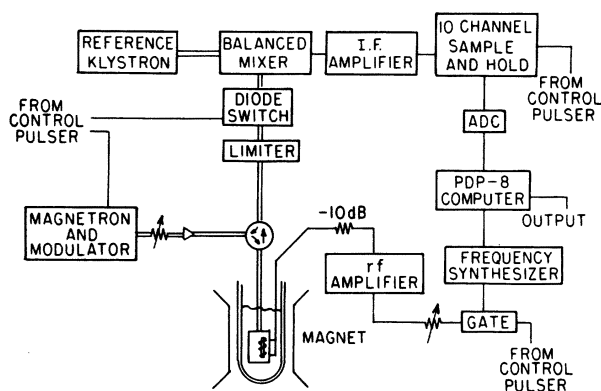 REFERENCE
KLYSTRON
BALANCED
MIXER
I.F.
AMPLIFIER
10 CHANNEL
SAMPLE
AND HOLD
FROM
CONTROL
PULSER
DIODE
SWITCH
FROM
CONTROL
PULSER
ADC
LIMITER
PDP-8
COMPUTER
MAGNETRON
AND
MODULATOR
-10dB
OUTPUT
rf
AMPLIFIER
FREQUENCY
SYNTHESIZER
MAGNET
GATE
FROM
CONTROL
PULSER